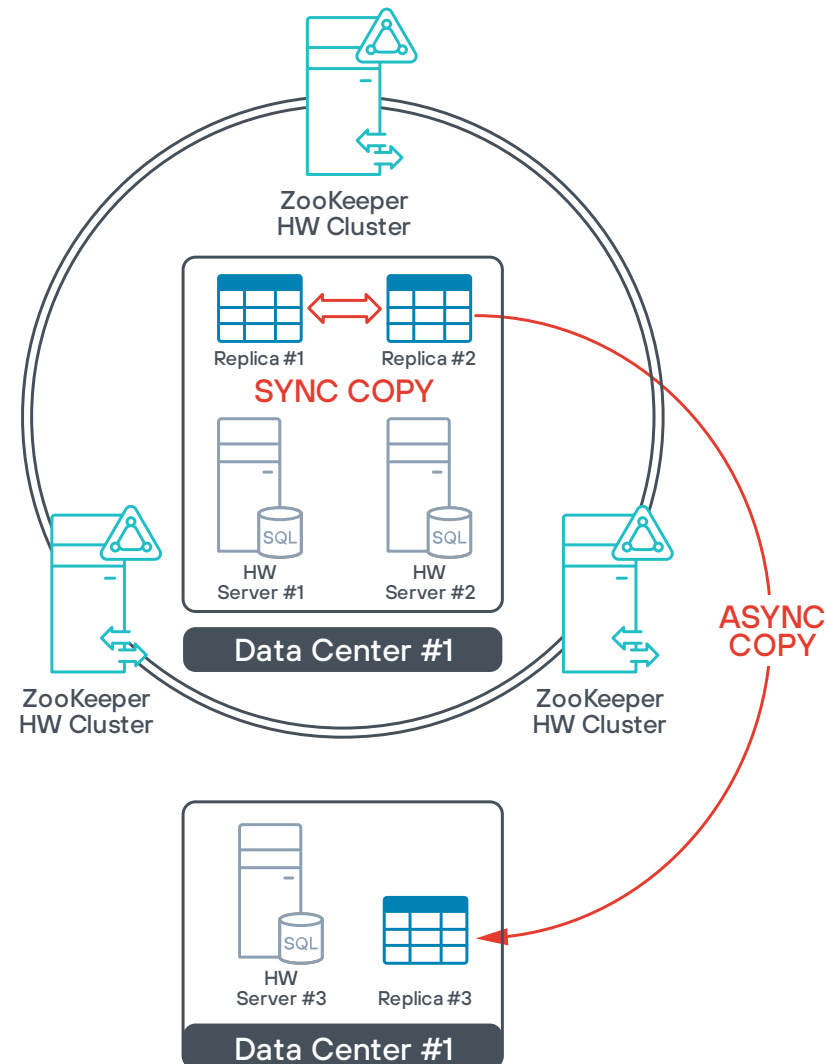 ZooKeeper
HW Cluster
Replica #1
Replica #2
SYNC COPY
SQL
SQL
HW
Server #1
HW
Server #2
Data Center #1
ZooKeeper
HW Cluster
ZooKeeper
HW Cluster
ASYNC
COPY
SQL
HW
Server #3
Replica #3
Data Center #1